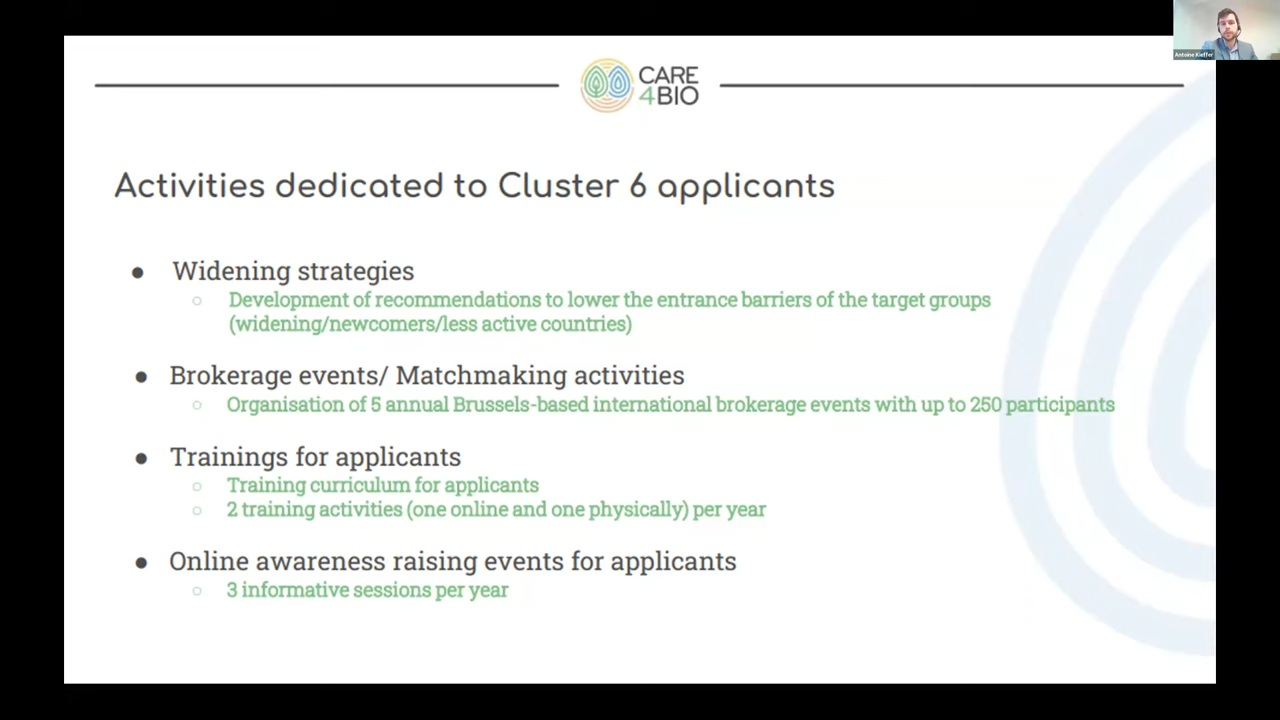 Antoine Kieffer
CARE
4BIO
Activities dedicated to Cluster 6 applicants
● Widening strategies
○ Development of recommendations to lower the entrance barriers of the target groups
(widening/newcomers/less active countries)
● Brokerage events/ Matchmaking activities
○ Organisation of 5 annual Brussels-based international brokerage events with up to 250 participants
● Trainings for applicants
○ Training curriculum for applicants
○ 2 training activities (one online and one physically) per year
● Online awareness raising events for applicants
○ 3 informative sessions per year